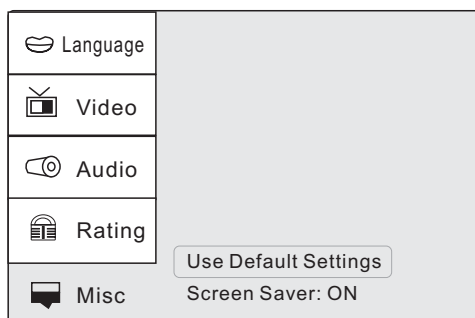 Language
Video
Audio
Rating
Use Default Settings
Misc
Screen Saver: ON